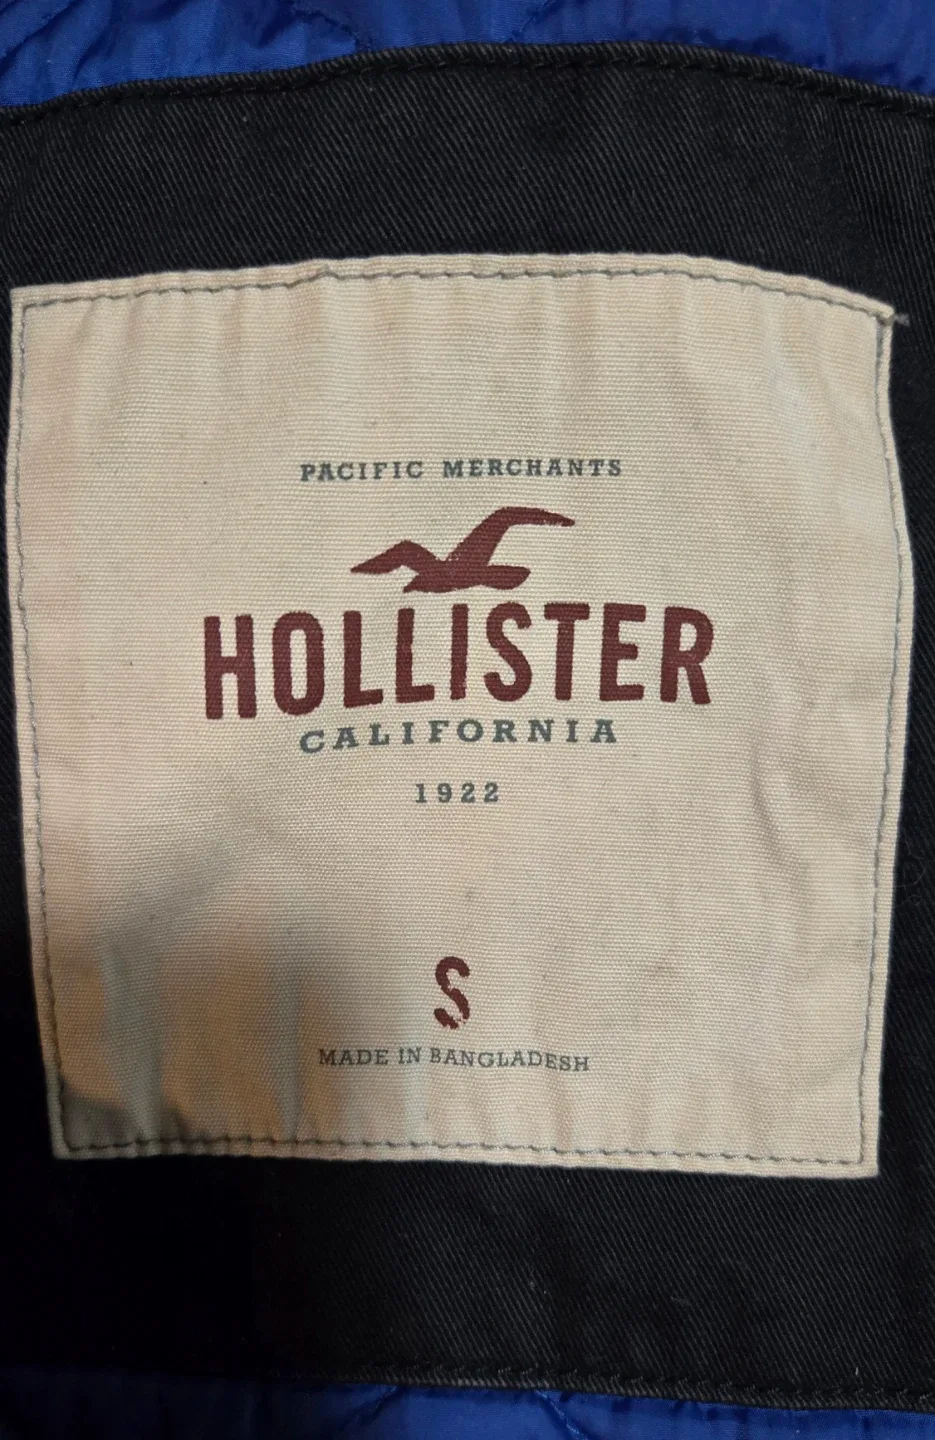 PACIFIC MERCHANTS
HOLLISTER
CALIFORNIA
1922
S
MADE IN BANGLADESH